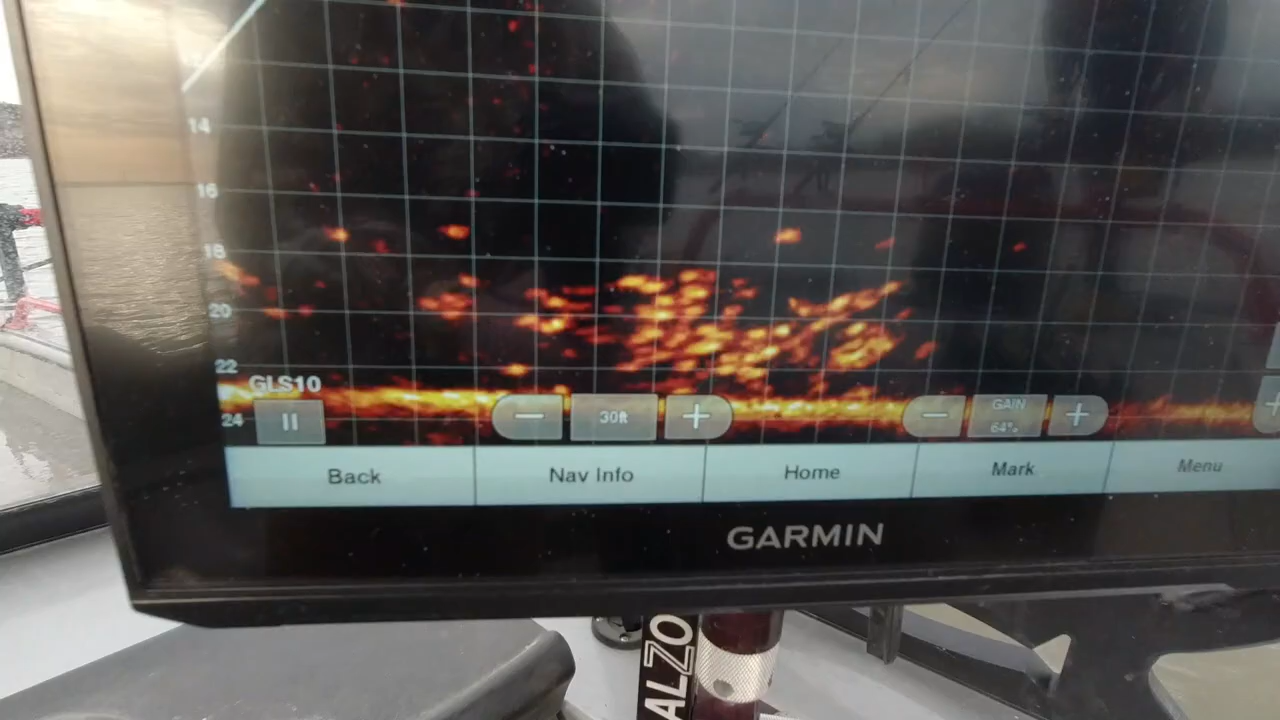 14
16
18
20
22
GLS10
24
30ft
GAIN
64%
Back
Nav Info
Home
Mark
Menu
GARMIN
ALZO